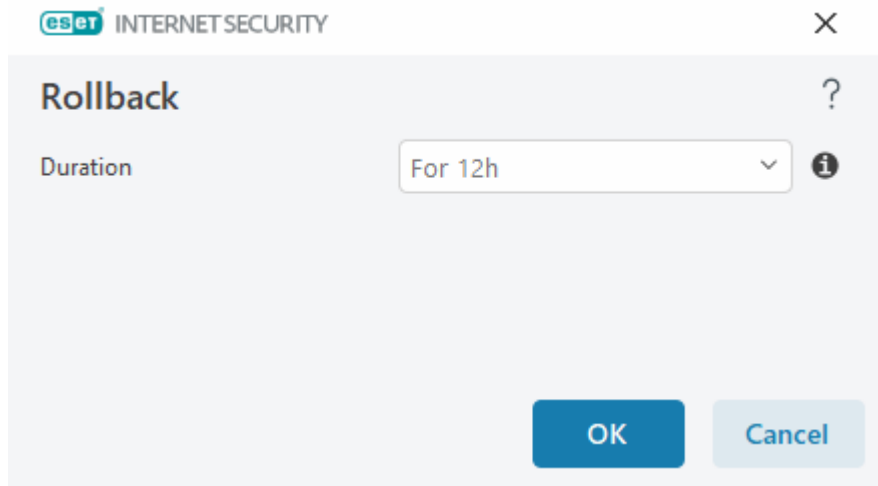 eset INTERNET SECURITY
Rollback
?
Duration
For 12h
OK
Cancel